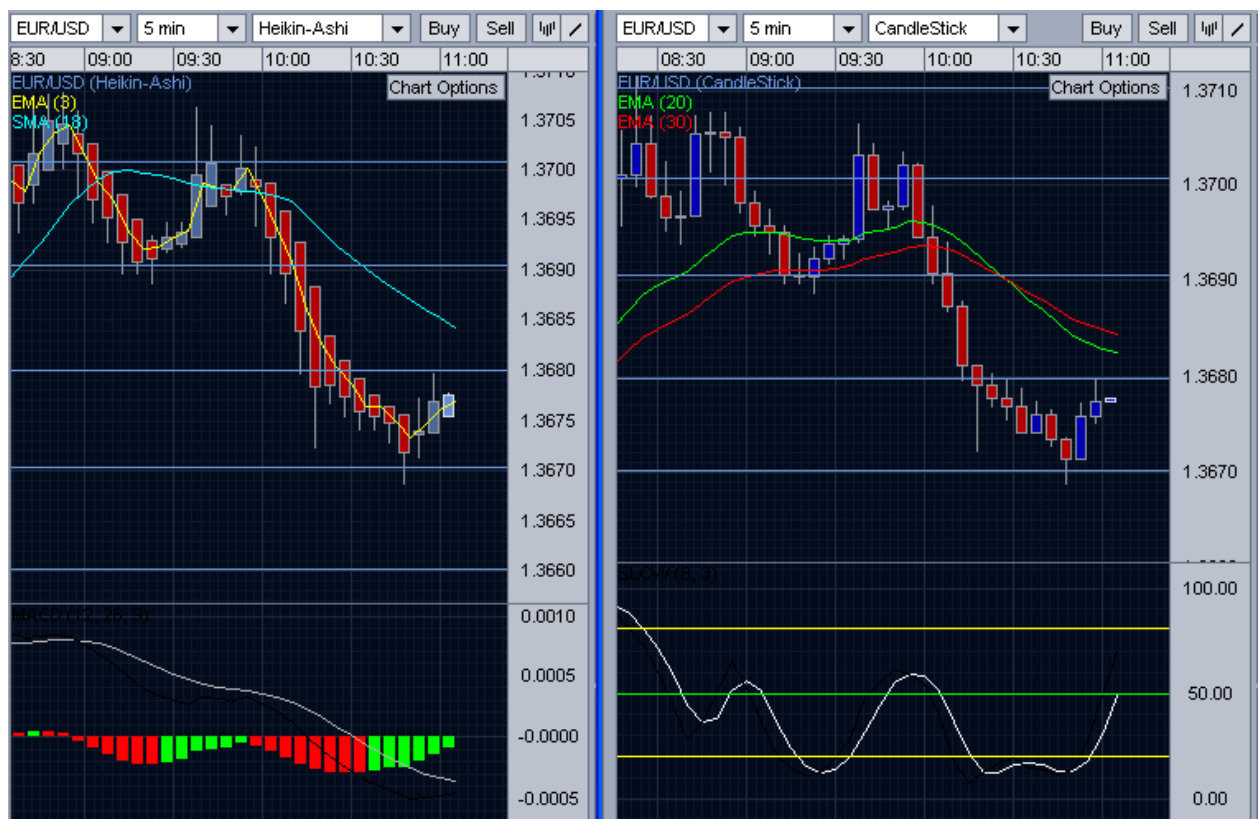 EUR/USD 5 min Heikin-Ashi Buy Sell
8:30 09:00 09:30 10:00 10:30 11:00
EUR/USD (Heikin-Ashi)
Chart Options
EMA (3)
SMA (18)
1.3705
1.3700
1.3695
1.3690
1.3685
1.3680
1.3675
1.3670
1.3665
1.3660
MACD (12, 26, 9)
0.0010
0.0005
-0.0000
-0.0005
EUR/USD 5 min CandleStick Buy Sell
08:30 09:00 09:30 10:00 10:30 11:00
EUR/USD (CandleStick)
Chart Options
EMA (20)
EMA (30)
1.3710
1.3700
1.3690
1.3680
1.3670
100.00
50.00
0.00